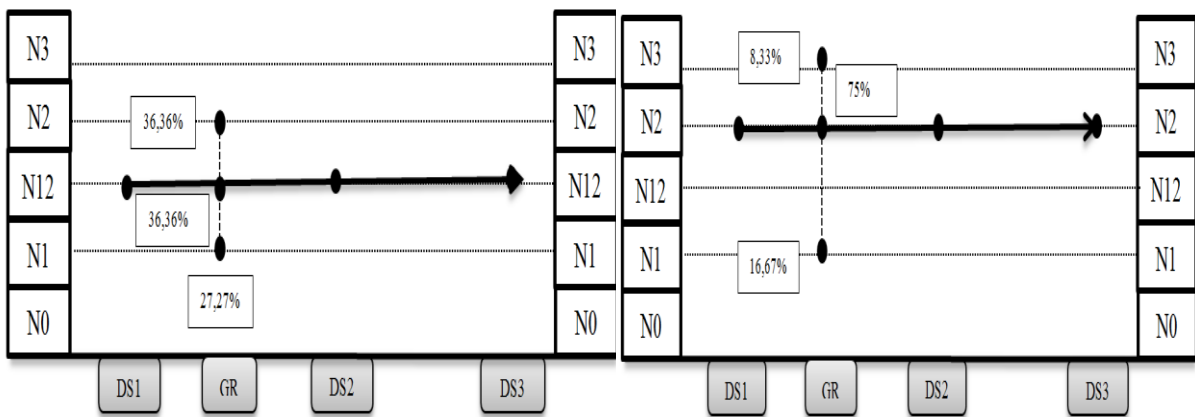 N3
N3
36,36%
N2
N2
N12
N12
36,36%
N1
N1
27,27%
N0
N0
DS1
GR
DS2
DS3
8,33%
N3
N3
75%
N2
N2
N12
N12
16,67%
N1
N1
N0
N0
DS1
GR
DS2
DS3